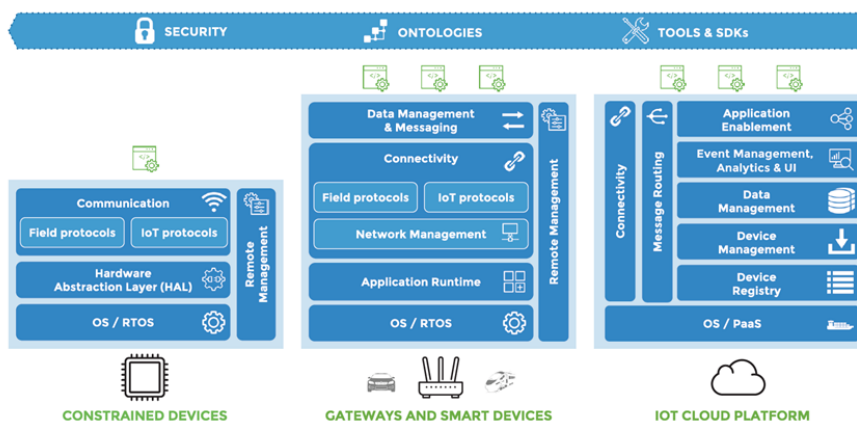 SECURITY
ONTOLOGIES
TOOLS & SDKs
Communication
Field protocols
IoT protocols
Hardware
Abstraction Layer (HAL)
OS / RTOS
Remote
Management
CONSTRAINED DEVICES
Data Management
& Messaging
Connectivity
Field protocols
IoT protocols
Network Management
Application Runtime
OS / RTOS
Remote Management
GATEWAYS AND SMART DEVICES
Connectivity
Message Routing
Application
Enablement
Event Management,
Analytics & UI
Data
Management
Device
Management
Device
Registry
OS / PaaS
IOT CLOUD PLATFORM